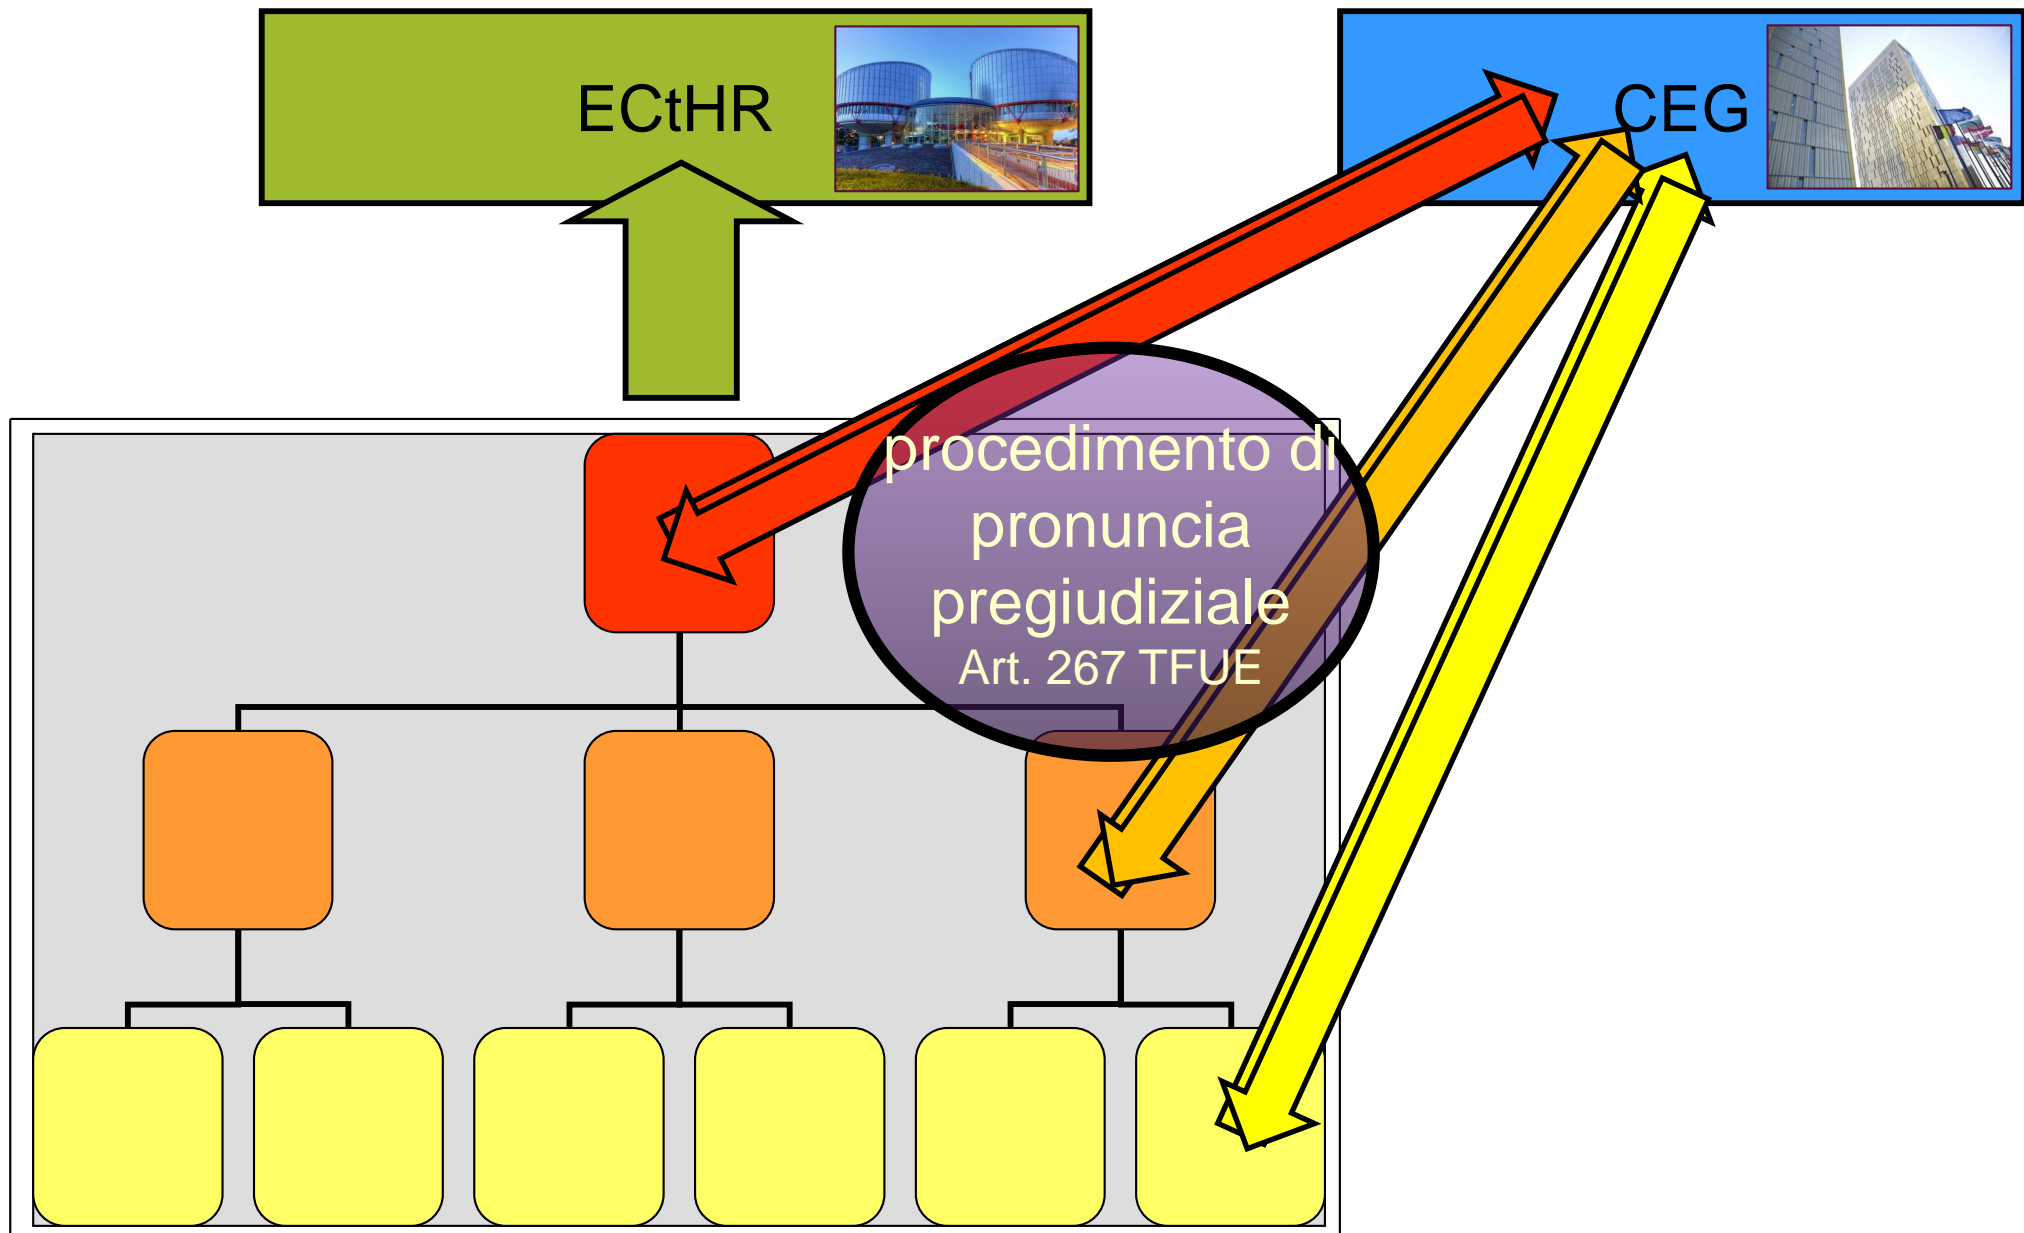 ECtHR
CEG
procedimento di
pronuncia
pregiudiziale
Art. 267 TFUE